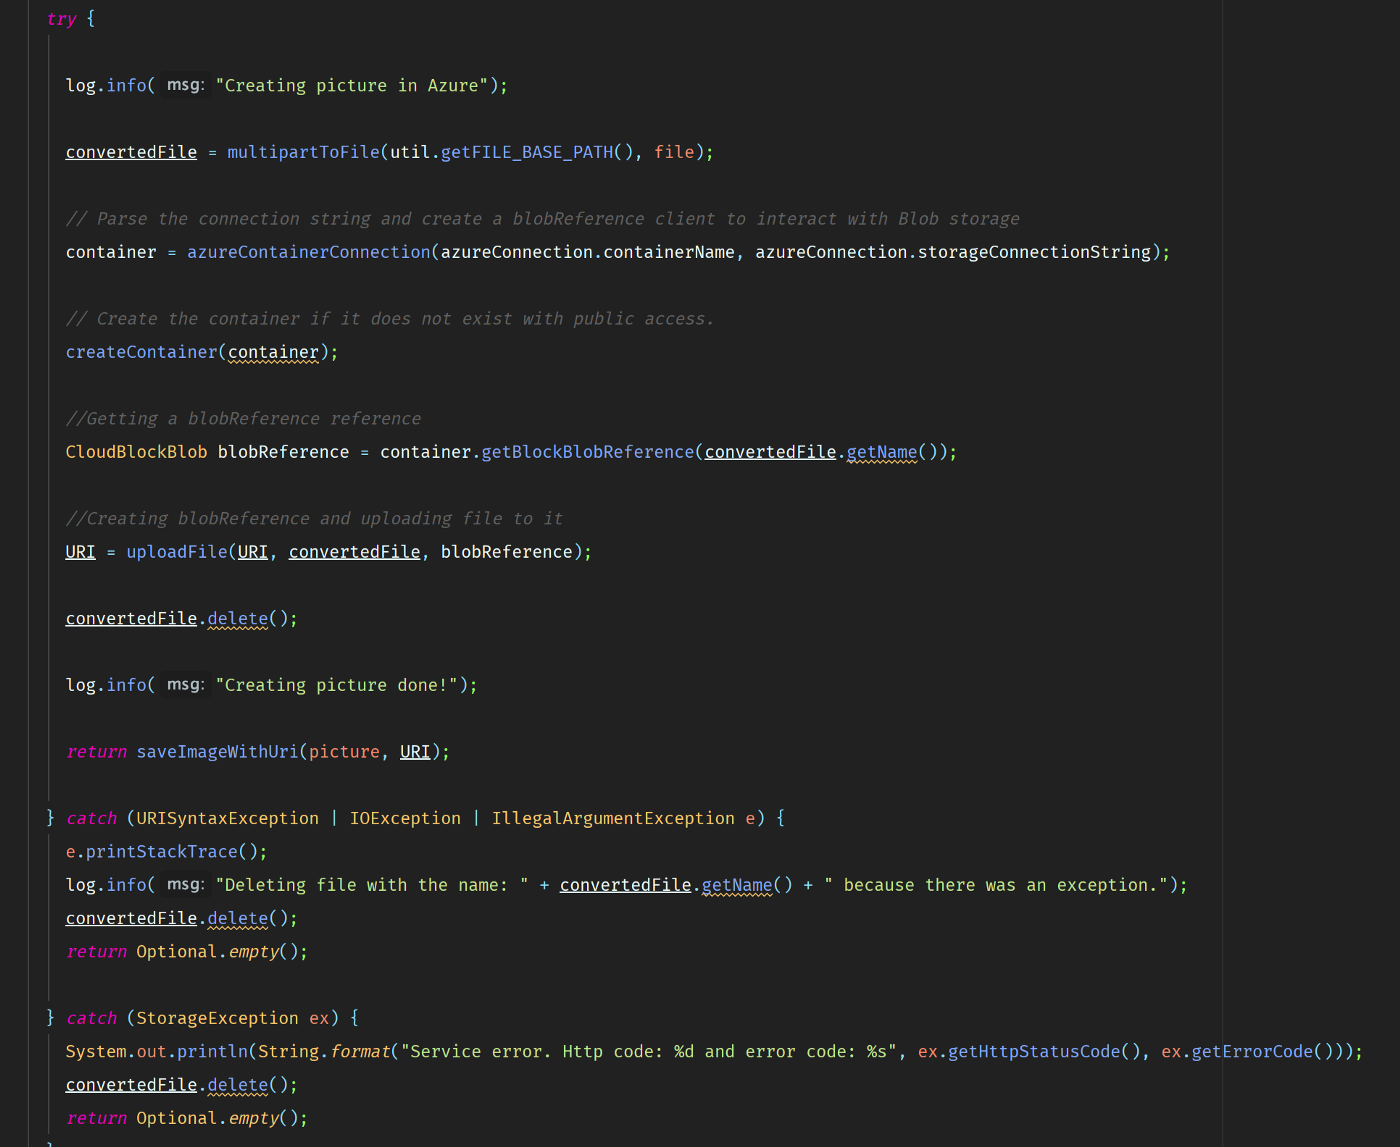 try {
log.info( msg: "Creating picture in Azure");
convertedFile = multipartToFile(util.getFILE_BASE_PATH(), file);
// Parse the connection string and create a blobReference client to interact with Blob storage
container = azureContainerConnection(azureConnection.containerName, azureConnection.storageConnectionString);
// Create the container if it does not exist with public access.
createContainer(container);
//Getting a blobReference reference
CloudBlockBlob blobReference = container.getBlockBlobReference(convertedFile.getName());
//Creating blobReference and uploading file to it
URI = uploadFile(URI, convertedFile, blobReference);
convertedFile.delete();
log.info( msg: "Creating picture done!");
return saveImageWithUri(picture, URI);
} catch (URISyntaxException | IOException | IllegalArgumentException e) {
e.printStackTrace();
log.info( msg: "Deleting file with the name: " + convertedFile.getName() + " because there was an exception.");
convertedFile.delete();
return Optional.empty();
} catch (StorageException ex) {
System.out.println(String.format("Service error. Http code: %d and error code: %s", ex.getHttpStatusCode(), ex.getErrorCode()));
convertedFile.delete();
return Optional.empty();
}